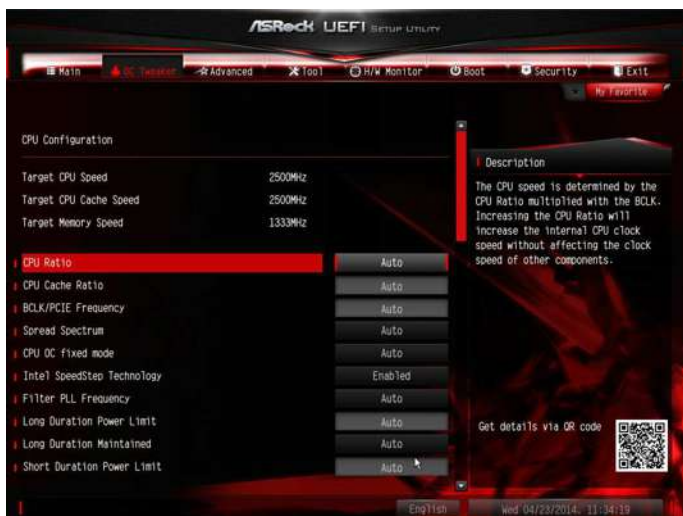 ASRock UEFI SETUP UTILITY
Main OC Tweaker Advanced Tool H/W Monitor Boot Security Exit
My Favorite
CPU Configuration
Target CPU Speed 2500MHz
Target CPU Cache Speed 2500MHz
Target Memory Speed 1333MHz
CPU Ratio Auto
CPU Cache Ratio Auto
BCLK/PCIE Frequency Auto
Spread Spectrum Auto
CPU OC fixed mode Auto
Intel SpeedStep Technology Enabled
Filter PLL Frequency Auto
Long Duration Power Limit Auto
Long Duration Maintained Auto
Short Duration Power Limit Auto
Description
The CPU speed is determined by the
CPU Ratio multiplied with the BCLK.
Increasing the CPU Ratio will
increase the internal CPU clock
speed without affecting the clock
speed of other components.
Get details via QR code
English
Wed 04/23/2014, 11:34:19